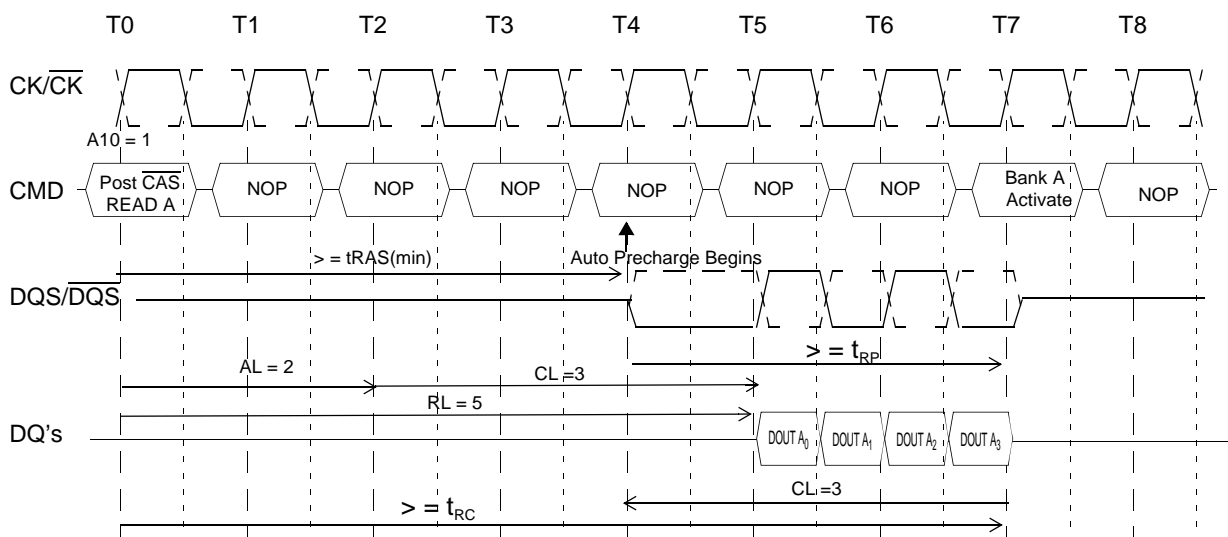 T0 T1 T2 T3 T4 T5 T6 T7 T8
CK/CK
A10 = 1
CMD
Post CAS
READ A
NOP
NOP
NOP
NOP
NOP
NOP
Bank A
Activate
NOP
> = tRAS(min)
Auto Precharge Begins
DQS/DQS
> = tRP
AL = 2
CL =3
RL = 5
DQ's
DOUT A0
DOUT A1
DOUT A2
DOUT A3
CL =3
> = tRC